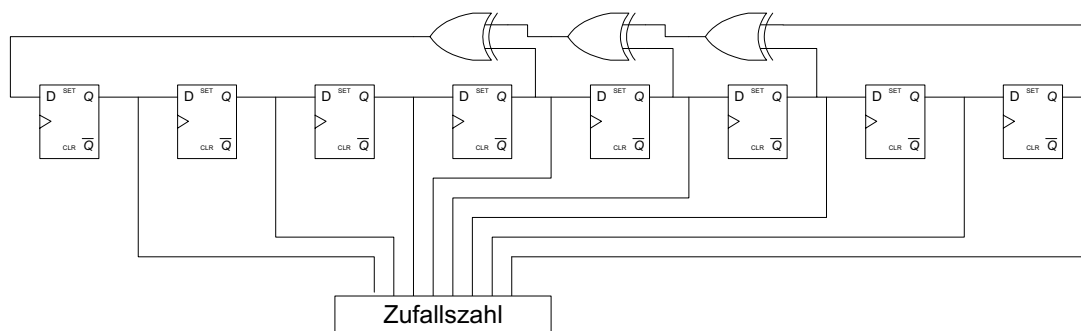 D SET Q D SET Q D SET Q D SET Q D SET Q D SET Q D SET Q D SET Q
CLR Q̅ CLR Q̅ CLR Q̅ CLR Q̅ CLR Q̅ CLR Q̅ CLR Q̅ CLR Q̅
Zufallszahl